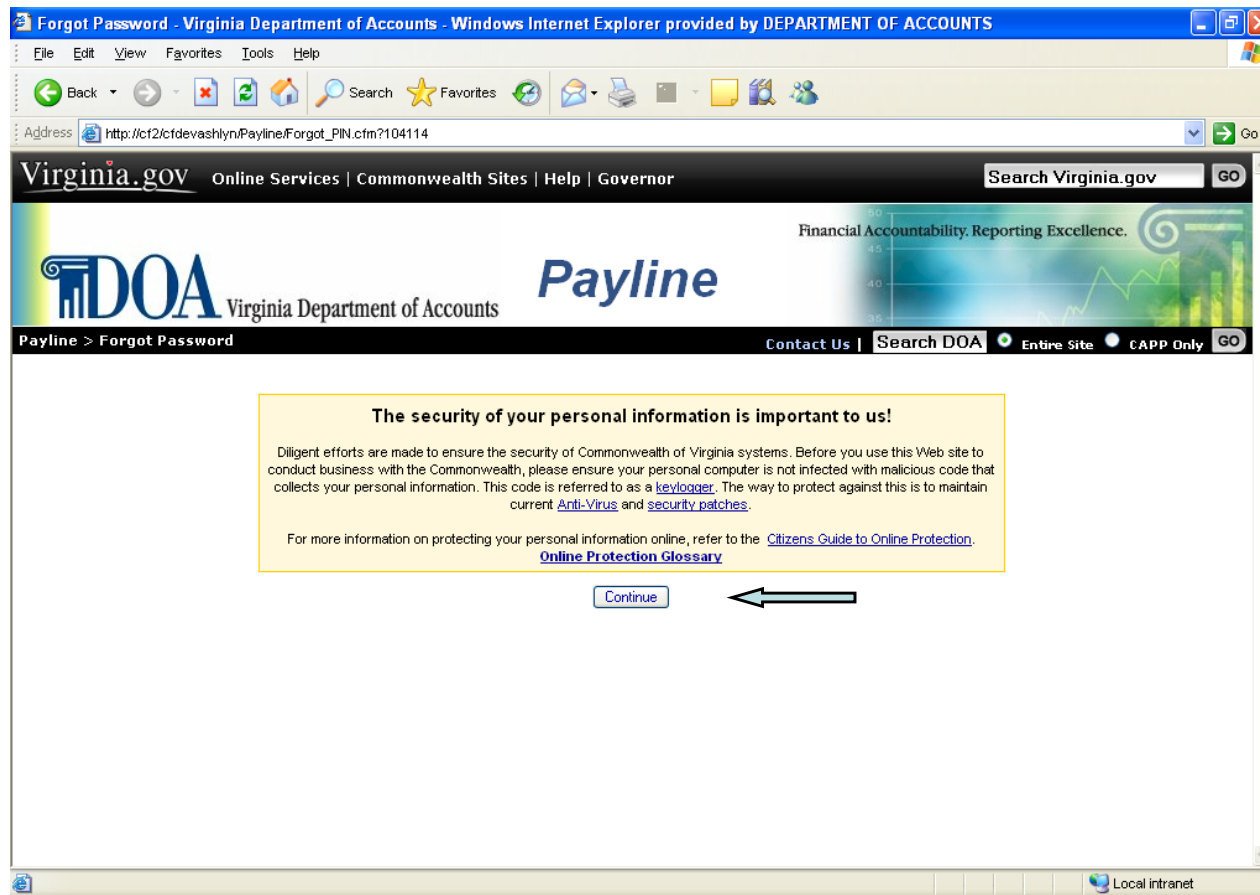 Forgot Password - Virginia Department of Accounts - Windows Internet Explorer provided by DEPARTMENT OF ACCOUNTS
File Edit View Favorites Tools Help
Back Search Favorites
Address http://cf2/cfdevashlyn/Payline/Forgot_PIN.cfm?104114 Go
Virginia.gov Online Services | Commonwealth Sites | Help | Governor Search Virginia.gov GO
50
Financial Accountability. Reporting Excellence.
45
40
35
DOA Virginia Department of Accounts
Payline
Payline > Forgot Password Contact Us | Search DOA Entire Site CAPP Only GO
The security of your personal information is important to us!
Diligent efforts are made to ensure the security of Commonwealth of Virginia systems. Before you use this Web site to
conduct business with the Commonwealth, please ensure your personal computer is not infected with malicious code that
collects your personal information. This code is referred to as a keylogger. The way to protect against this is to maintain
current Anti-Virus and security patches.
For more information on protecting your personal information online, refer to the Citizens Guide to Online Protection.
Online Protection Glossary
Continue
Local intranet